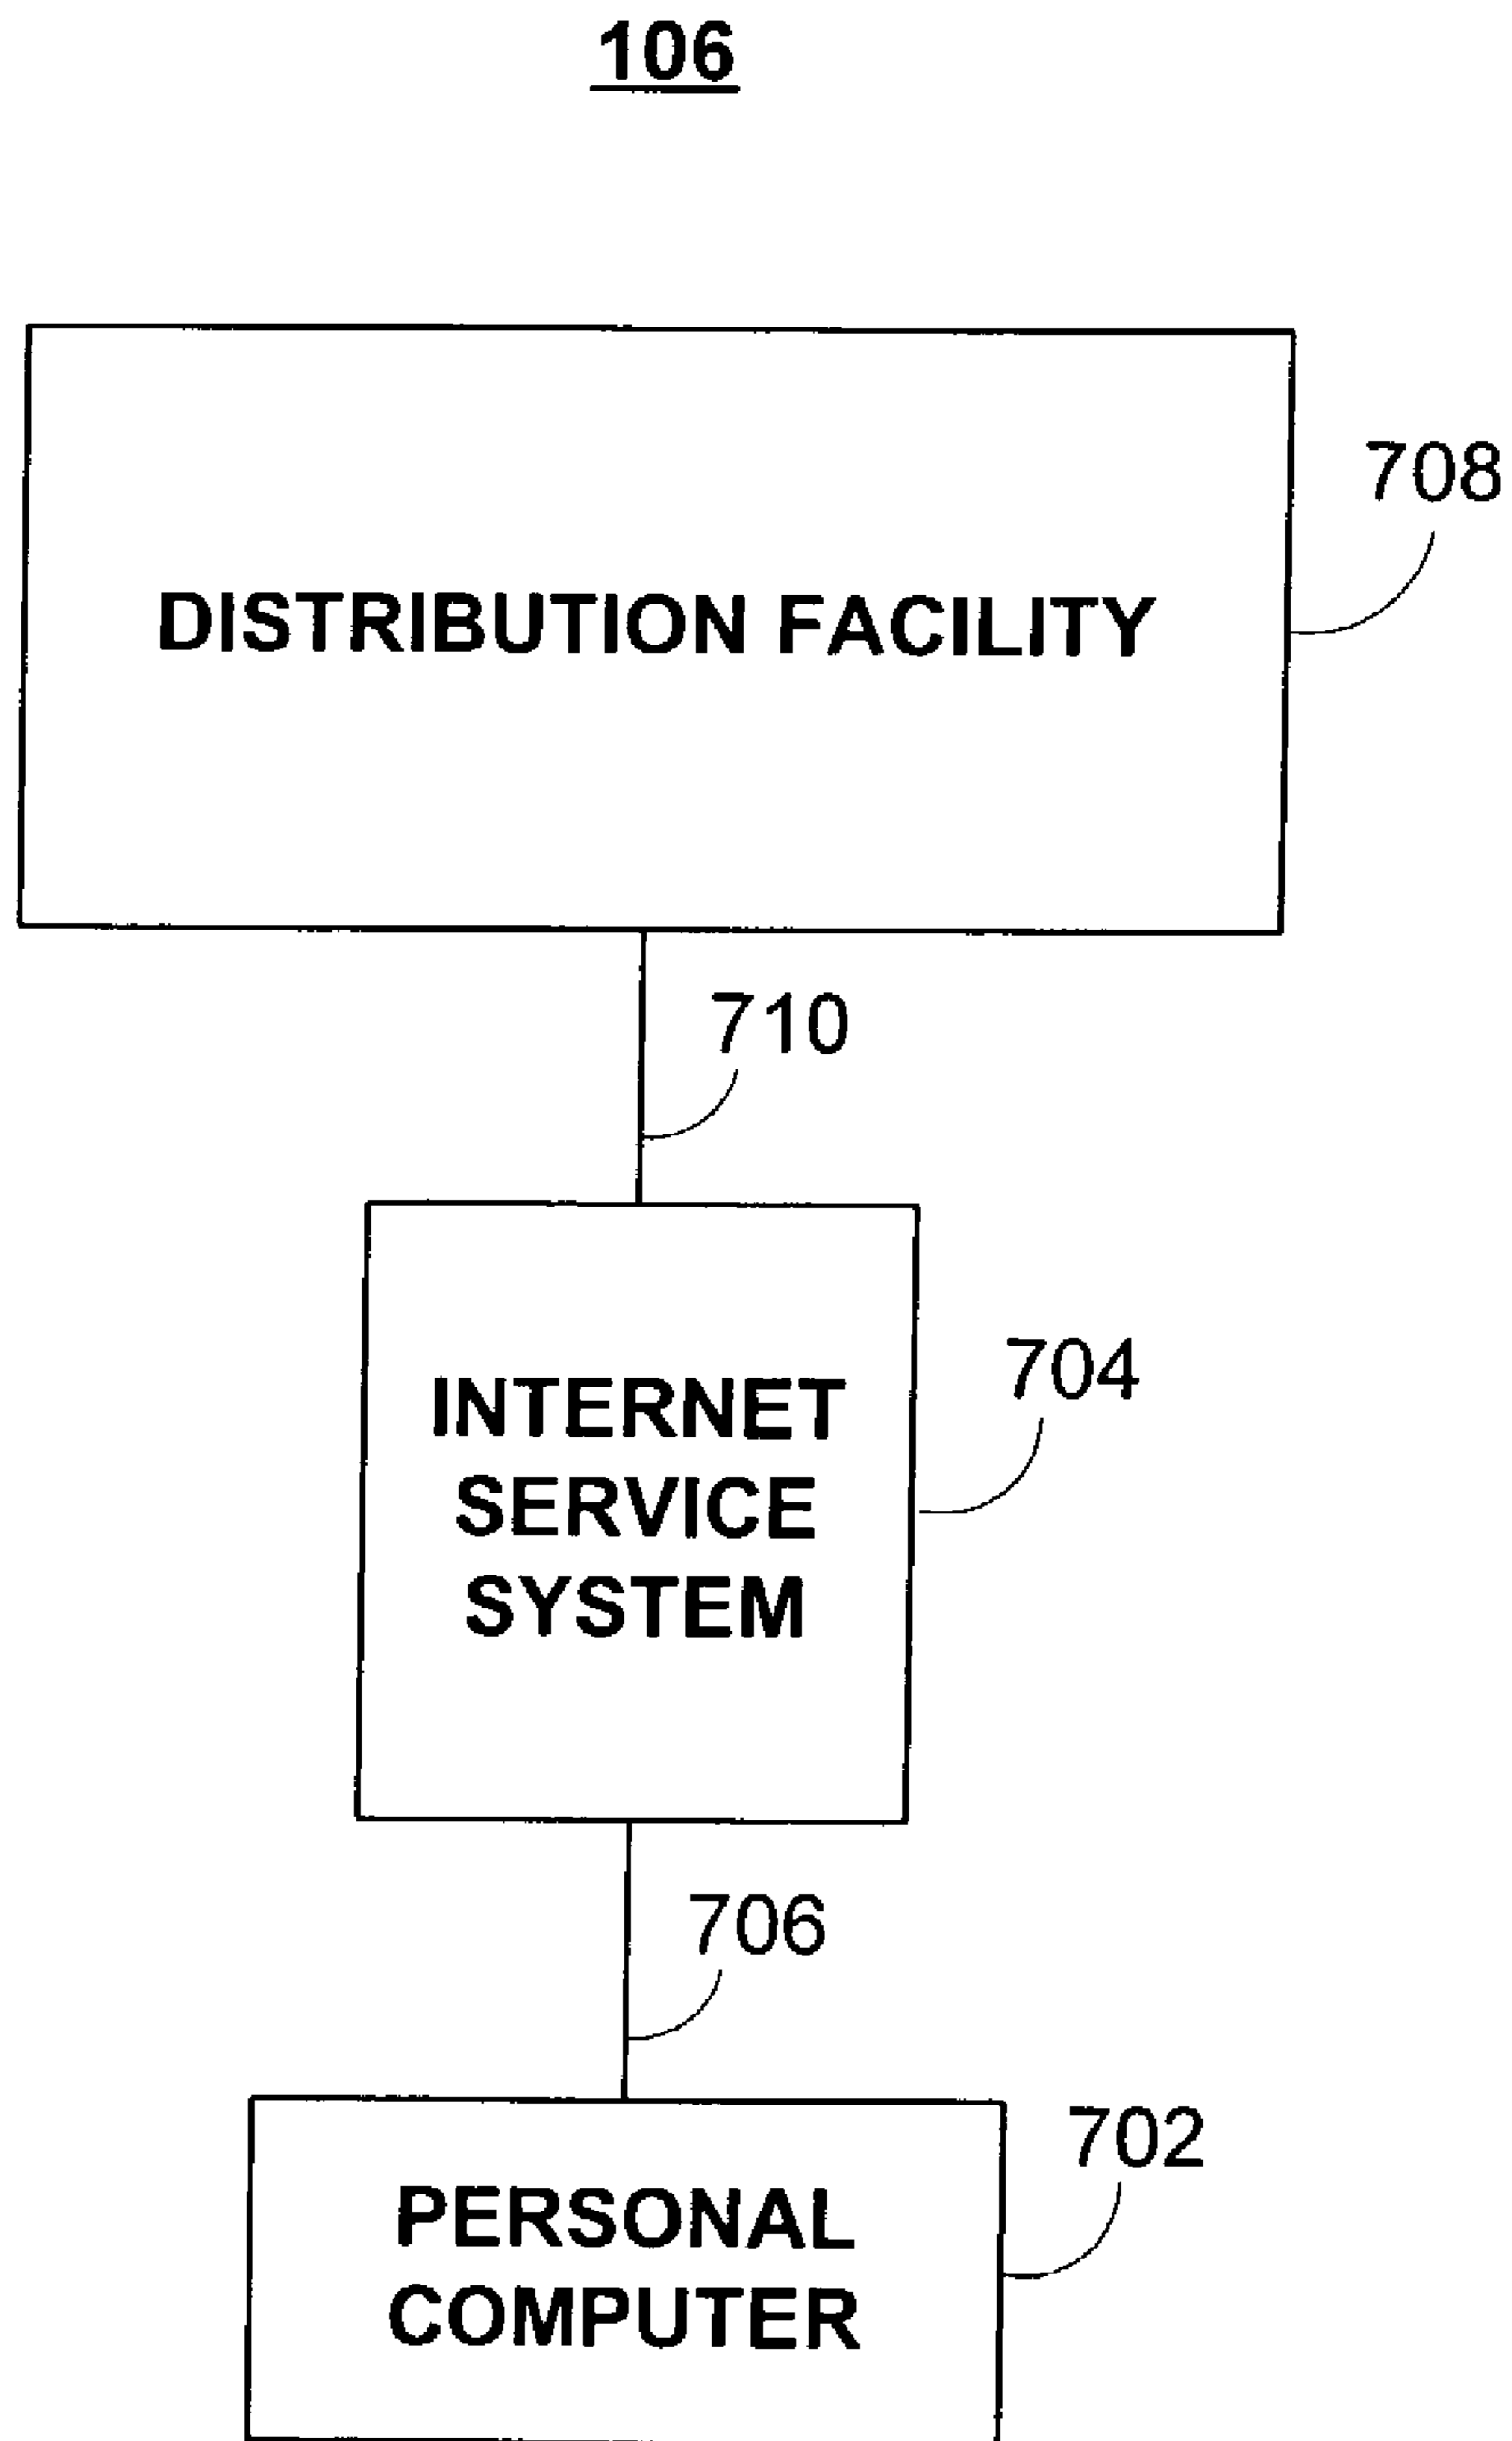 106
708
DISTRIBUTION FACILITY
710
704
INTERNET
SERVICE
SYSTEM
706
702
PERSONAL
COMPUTER